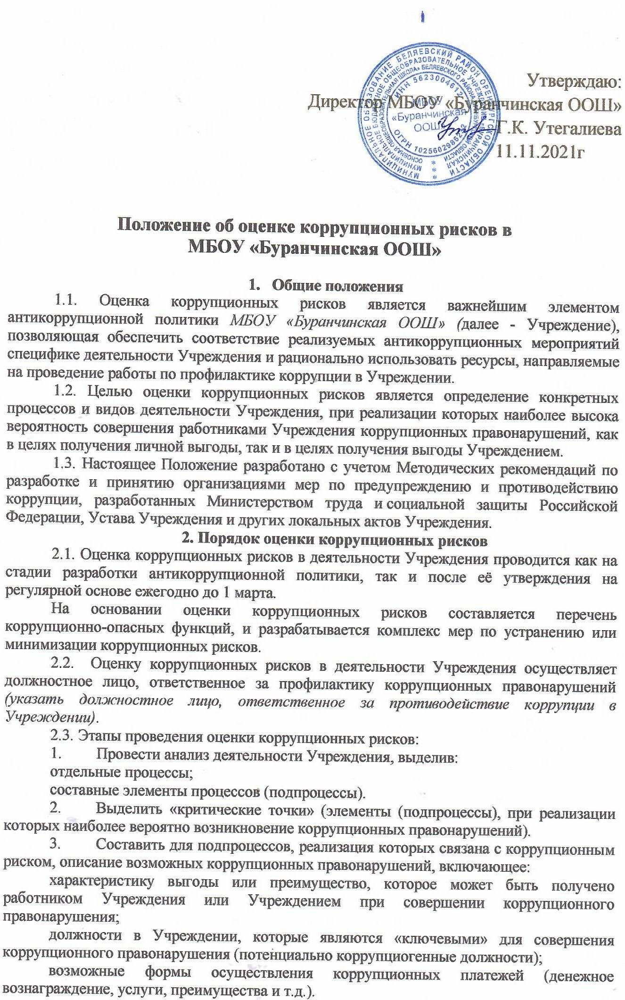 Утверждаю:
Директор МБОУ «Буранчинская ООШ»
Г.К. Утегалиева
11.11.2021г
МУНИЦИПАЛЬНОЕ ОБРАЗОВАНИЕ БЕЛЯЕВСКИЙ РАЙОН ОРЕНБУРГСКОЙ ОБЛАСТИ
МУНИЦИПАЛЬНОЕ БЮДЖЕТНОЕ ОБЩЕОБРАЗОВАТЕЛЬНОЕ УЧРЕЖДЕНИЕ «БУРАНЧИНСКАЯ
ОСНОВНАЯ ОБЩЕОБРАЗОВАТЕЛЬНАЯ ШКОЛА» БЕЛЯЕВСКОГО РАЙОНА ОРЕНБУРГСКОЙ ОБЛАСТИ
ИНН 5623004612
МБОУ
«Буранчинская
ООШ»
ОГРН
Положение об оценке коррупционных рисков в
МБОУ «Буранчинская ООШ»
1. Общие положения
1.1. Оценка коррупционных рисков является важнейшим элементом
антикоррупционной политики МБОУ «Буранчинская ООШ» (далее - Учреждение),
позволяющая обеспечить соответствие реализуемых антикоррупционных мероприятий
специфике деятельности Учреждения и рационально использовать ресурсы, направляемые
на проведение работы по профилактике коррупции в Учреждении.
1.2. Целью оценки коррупционных рисков является определение конкретных
процессов и видов деятельности Учреждения, при реализации которых наиболее высока
вероятность совершения работниками Учреждения коррупционных правонарушений, как
в целях получения личной выгоды, так и в целях получения выгоды Учреждением.
1.3. Настоящее Положение разработано с учетом Методических рекомендаций по
разработке и принятию организациями мер по предупреждению и противодействию
коррупции, разработанных Министерством труда и социальной защиты Российской
Федерации, Устава Учреждения и других локальных актов Учреждения.
2. Порядок оценки коррупционных рисков
2.1. Оценка коррупционных рисков в деятельности Учреждения проводится как на
стадии разработки антикоррупционной политики, так и после её утверждения на
регулярной основе ежегодно до 1 марта.
На основании оценки коррупционных рисков составляется перечень
коррупционно-опасных функций, и разрабатывается комплекс мер по устранению или
минимизации коррупционных рисков.
2.2. Оценку коррупционных рисков в деятельности Учреждения осуществляет
должностное лицо, ответственное за профилактику коррупционных правонарушений
(указать должностное лицо, ответственное за противодействие коррупции в
Учреждении).
2.3. Этапы проведения оценки коррупционных рисков:
1. Провести анализ деятельности Учреждения, выделив:
отдельные процессы;
составные элементы процессов (подпроцессы).
2. Выделить «критические точки» (элементы (подпроцессы), при реализации
которых наиболее вероятно возникновение коррупционных правонарушений).
3. Составить для подпроцессов, реализация которых связана с коррупционным
риском, описание возможных коррупционных правонарушений, включающее:
характеристику выгоды или преимущество, которое может быть получено
работником Учреждения или Учреждением при совершении коррупционного
правонарушения;
должности в Учреждении, которые являются «ключевыми» для совершения
коррупционного правонарушения (потенциально коррупциогенные должности);
возможные формы осуществления коррупционных платежей (денежное
вознаграждение, услуги, преимущества и т.д.).